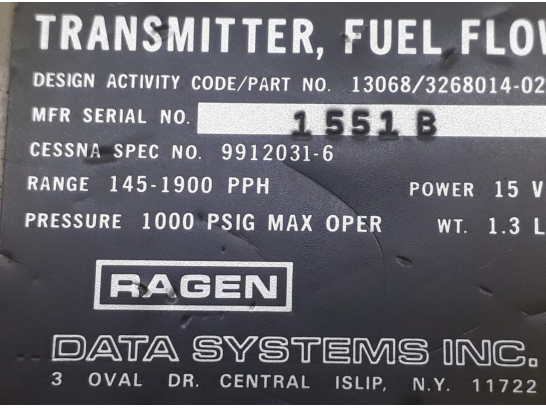 TRANSMITTER, FUEL FLOW
DESIGN ACTIVITY CODE/PART NO. 13068/3268014-02
MFR SERIAL NO. 1551B
CESSNA SPEC NO. 9912031-6
RANGE 145-1900 PPH POWER 15 V
PRESSURE 1000 PSIG MAX OPER WT. 1.3 L
RAGEN
DATA SYSTEMS INC.
3 OVAL DR. CENTRAL ISLIP, N.Y. 11722